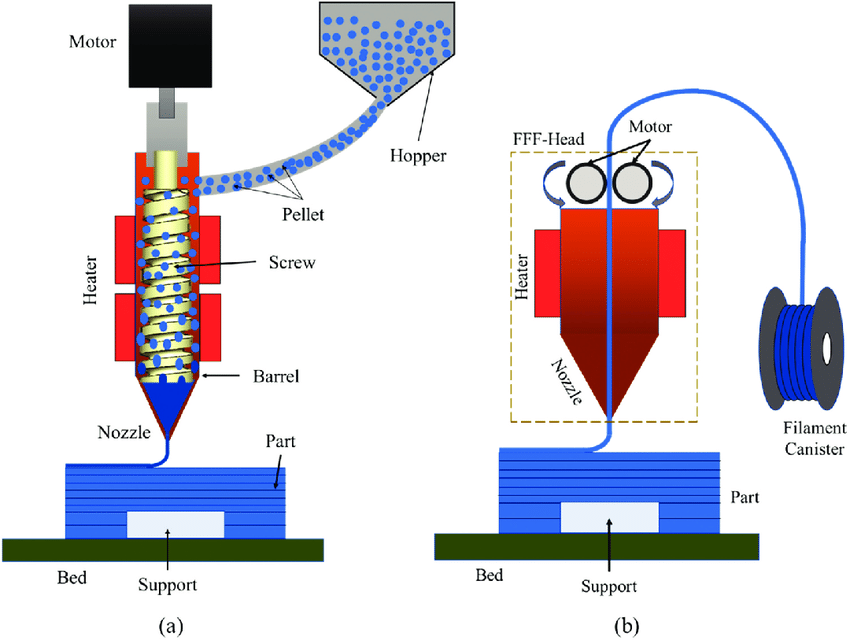 Motor
Hopper
Pellet
Heater
Screw
Barrel
Nozzle
Part
Bed
Support
(a)
FFF-Head
Motor
Heater
Nozzle
Filament
Canister
Part
Bed
Support
(b)